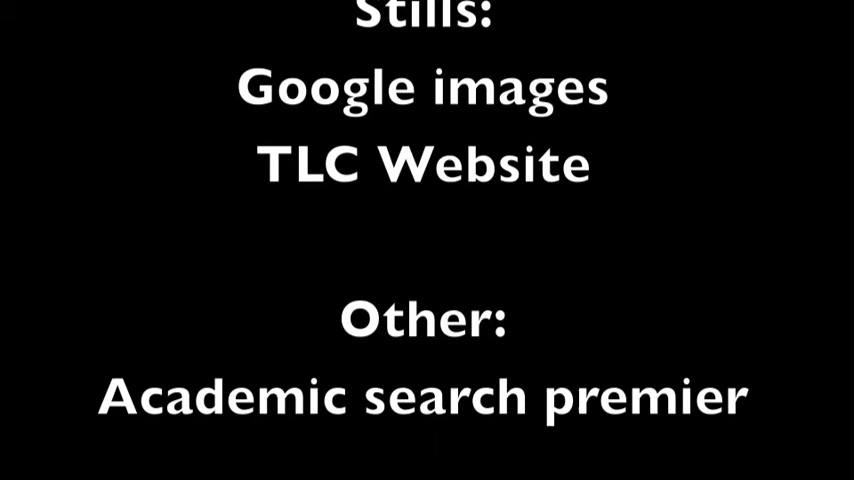 Stills:
Google images
TLC Website
Other:
Academic search premier